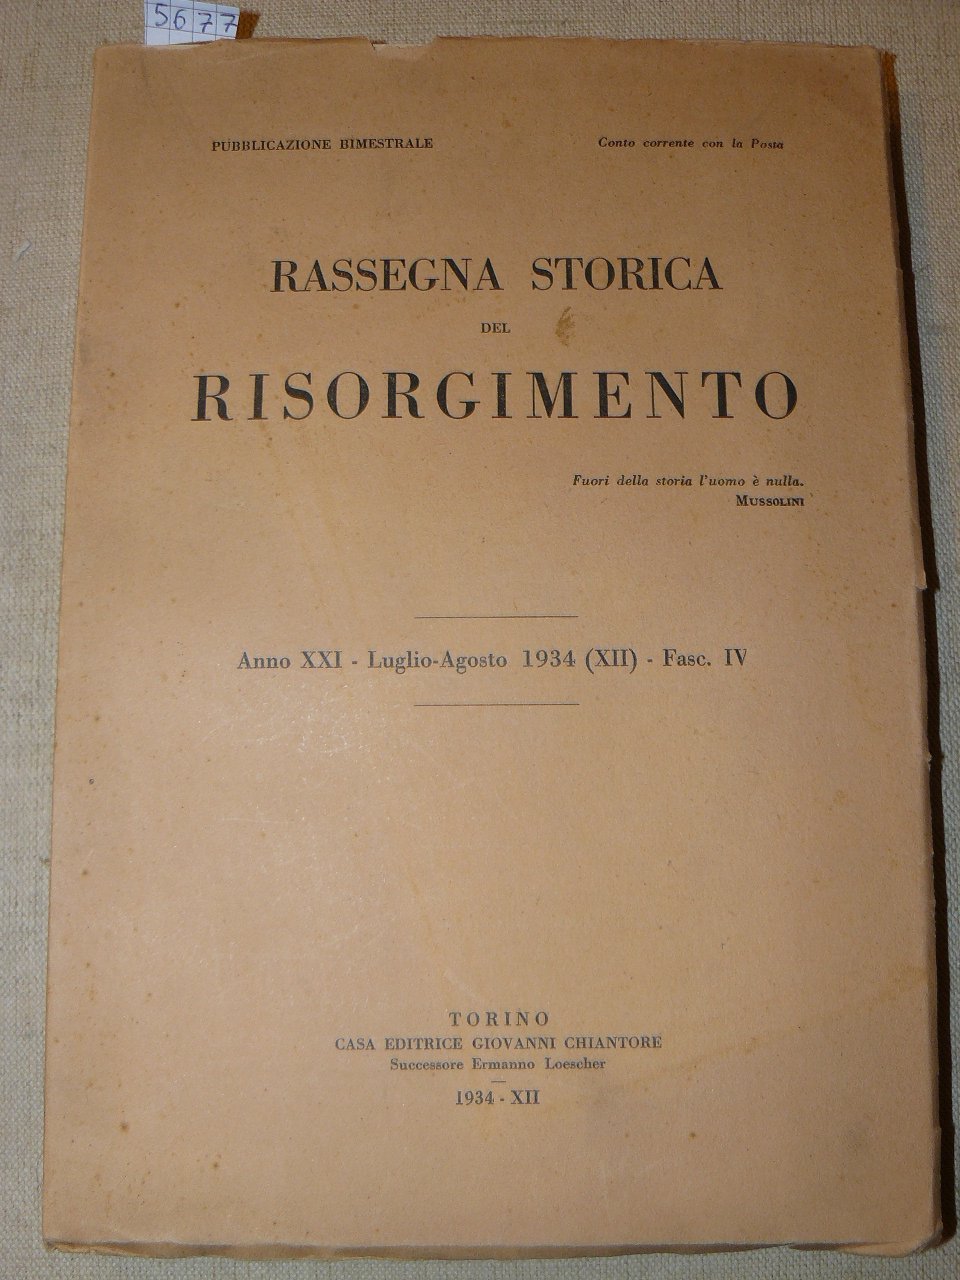 5677
PUBBLICAZIONE BIMESTRALE
Conto corrente con la Posta
RASSEGNA STORICA
DEL
RISORGIMENTO
Fuori della storia l'uomo è nulla.
MUSSOLINI
Anno XXI - Luglio-Agosto 1934 (XII) - Fasc. IV
TORINO
CASA EDITRICE GIOVANNI CHIANTORE
Successore Ermanno Loescher
1934 - XII